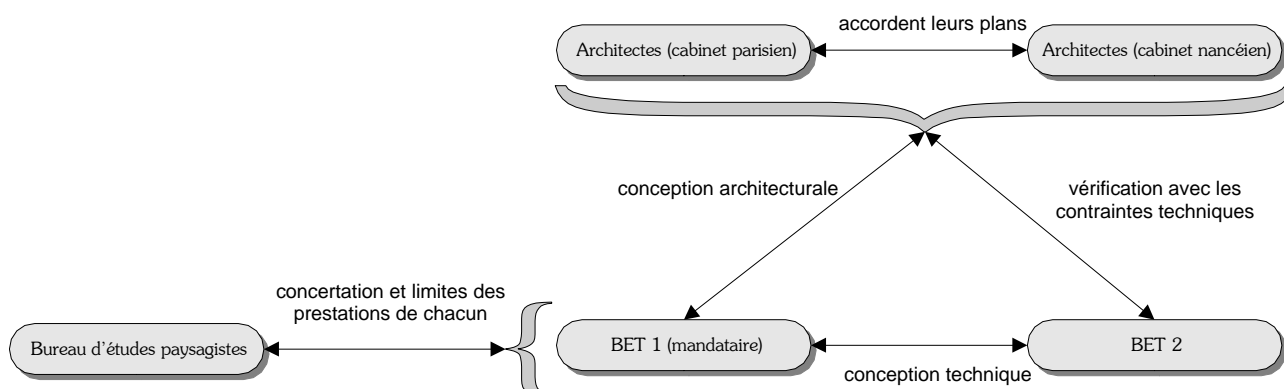 accordent leurs plans
Architectes (cabinet parisien)
Architectes (cabinet nancéien)
conception architecturale
vérification avec les
contraintes techniques
concertation et limites des
prestations de chacun
Bureau d'études paysagistes
BET 1 (mandataire)
BET 2
conception technique